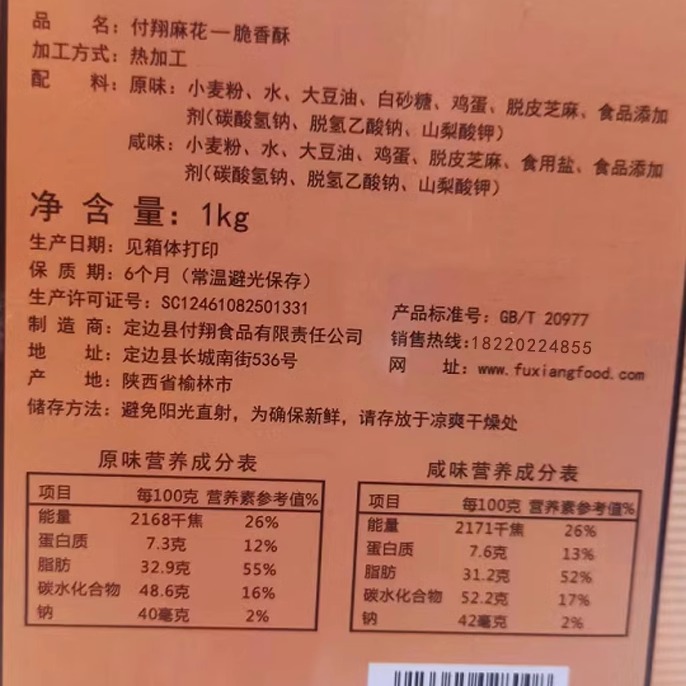 品 名：付翔麻花一脆香酥
加工方式：热加工
配 料：原味：小麦粉、水、大豆油、白砂糖、鸡蛋、脱皮芝麻、食品添加
剂（碳酸氢钠、脱氢乙酸钠、山梨酸钾）
咸味：小麦粉、水、大豆油、鸡蛋、脱皮芝麻、食用盐、食品添加
剂（碳酸氢钠、脱氢乙酸钠、山梨酸钾）
净 含 量：1kg
生产日期：见箱体打印
保 质 期：6个月（常温避光保存）
生产许可证号：SC12461082501331
产品标准号：GB/T 20977
制 造 商：定边县付翔食品有限责任公司
销售热线：18220224855
地 址：定边县长城南街536号
网 址：www.fuxiangfood.com
产 地：陕西省榆林市
储存方法：避免阳光直射，为确保新鲜，请存放于凉爽干燥处
原味营养成分表
项目 每100克 营养素参考值%
能量 2168千焦 26%
蛋白质 7.3克 12%
脂肪 32.9克 55%
碳水化合物 48.6克 16%
钠 40毫克 2%
咸味营养成分表
项目 每100克 营养素参考值%
能量 2171千焦 26%
蛋白质 7.6克 13%
脂肪 31.2克 52%
碳水化合物 52.2克 17%
钠 42毫克 2%